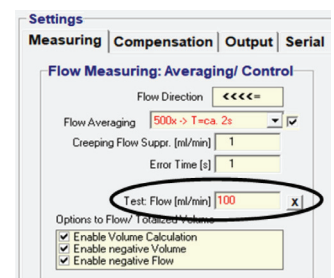 Settings
Measuring Compensation Output Serial
Flow Measuring: Averaging/ Control
Flow Direction <<<<=
Flow Averaging 500x -> T=ca. 2s
Creeping Flow Suppr. [ml/min] 1
Error Time [s] 1
Test: Flow [ml/min] 100 x
Options to Flow/ Totalized Volume
Enable Volume Calculation
Enable negative Volume
Enable negative Flow